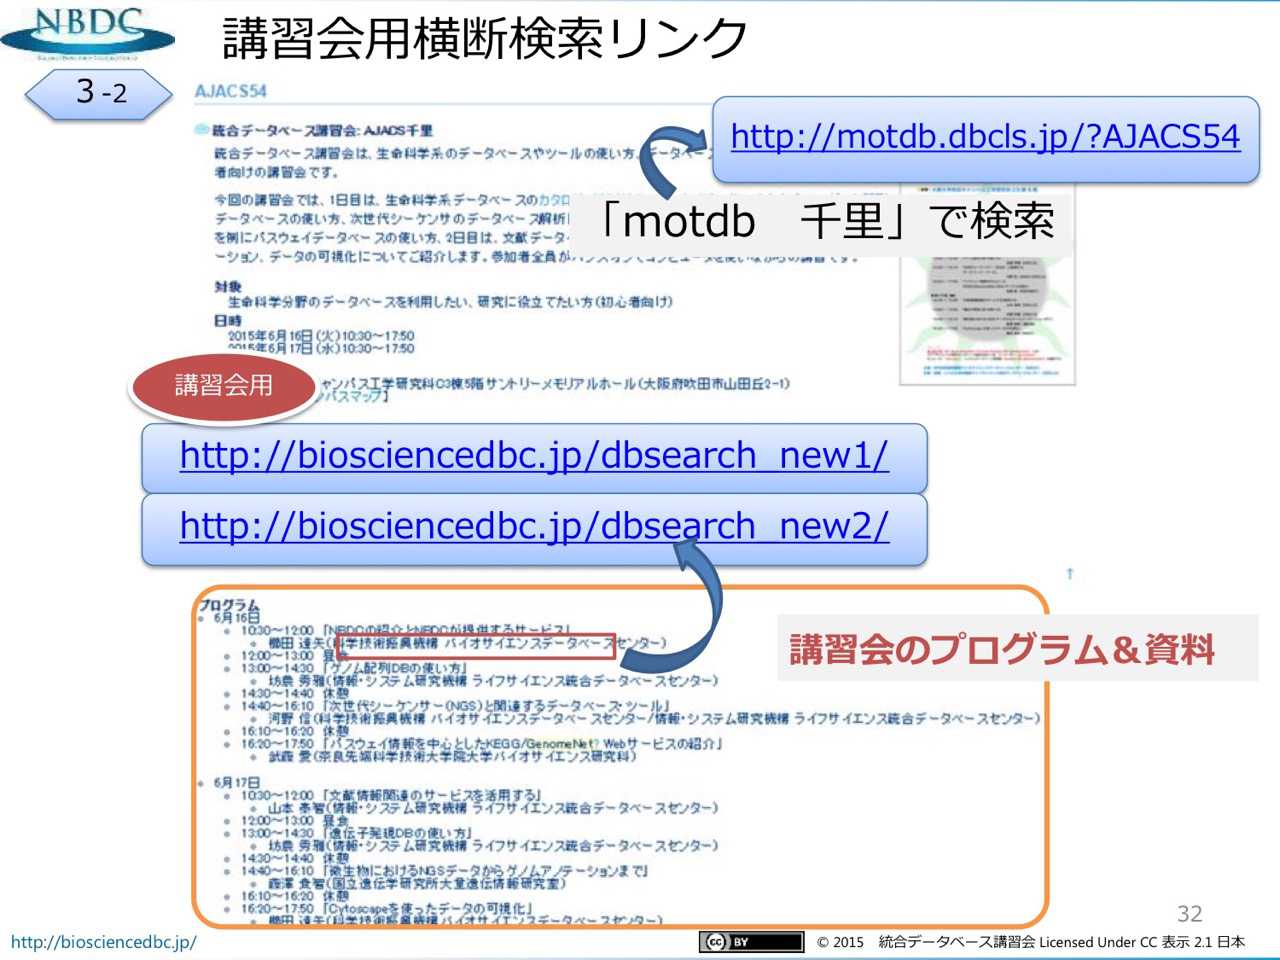 NBDC
講習会用横断検索リンク
3-2
AJACS54
統合データベース講習会: AJACS千里
http://motdb.dbcls.jp/?AJACS54
統合データベース講習会は、生命科学系のデータベースやツールの使い方、データベース
者向けの講習会です。
今回の講習会では、1日目は、生命科学系データベースのカタロ
「motdb 千里」で検索
データベースの使い方、次世代シーケンサのデータベース解析
を例にパスウェイデータベースの使い方、2日目は、文献データ
ーション、データの可視化についてご紹介します。参加者全員がハンズオンでコンピュータを使いながらの講習です。
対象
生命科学分野のデータベースを利用したい、研究に役立てたい方(初心者向け)
日時
2015年6月16日(火)10:30～17:50
2015年6月17日(水)10:30～17:50
講習会用
ャンパス工学研究科C3棟5階サントリーメモリアルホール(大阪府吹田市山田丘2-1)
パスマップ]
http://biosciencedbc.jp/dbsearch_new1/
http://biosciencedbc.jp/dbsearch_new2/
↑
プログラム
6月16日
10:30～12:00 「NBDCの紹介とNBDCが提供するサービス」
櫛田 達矢(科学技術振興機構 バイオサイエンスデータベースセンター)
講習会のプログラム＆資料
12:00～13:00 昼食
13:00～14:30 「ゲノム配列DBの使い方」
坊農 秀雅(情報・システム研究機構 ライフサイエンス統合データベースセンター)
14:30～14:40 休憩
14:40～16:10 「次世代シーケンサー(NGS)と関連するデータベース・ツール」
河野 信(科学技術振興機構 バイオサイエンスデータベースセンター/情報・システム研究機構 ライフサイエンス統合データベースセンター)
16:10～16:20 休憩
16:20～17:50 「パスウェイ情報を中心としたKEGG/GenomeNet? Webサービスの紹介」
武藤 愛(奈良先端科学技術大学院大学バイオサイエンス研究科)
6月17日
10:30～12:00 「文献情報関連のサービスを活用する」
山本 泰智(情報・システム研究機構 ライフサイエンス統合データベースセンター)
12:00～13:00 昼食
13:00～14:30 「遺伝子発現DBの使い方」
坊農 秀雅(情報・システム研究機構 ライフサイエンス統合データベースセンター)
14:30～14:40 休憩
14:40～16:10 「微生物におけるNGSデータからゲノムアノテーションまで」
藤澤 貴智(国立遺伝学研究所大量遺伝情報研究室)
16:10～16:20 休憩
16:20～17:50 「Cytoscapeを使ったデータの可視化」
櫛田 達矢(科学技術振興機構 バイオサイエンスデータベースセンター)
32
http://biosciencedbc.jp/
cc BY
© 2015 統合データベース講習会 Licensed Under CC 表示 2.1 日本